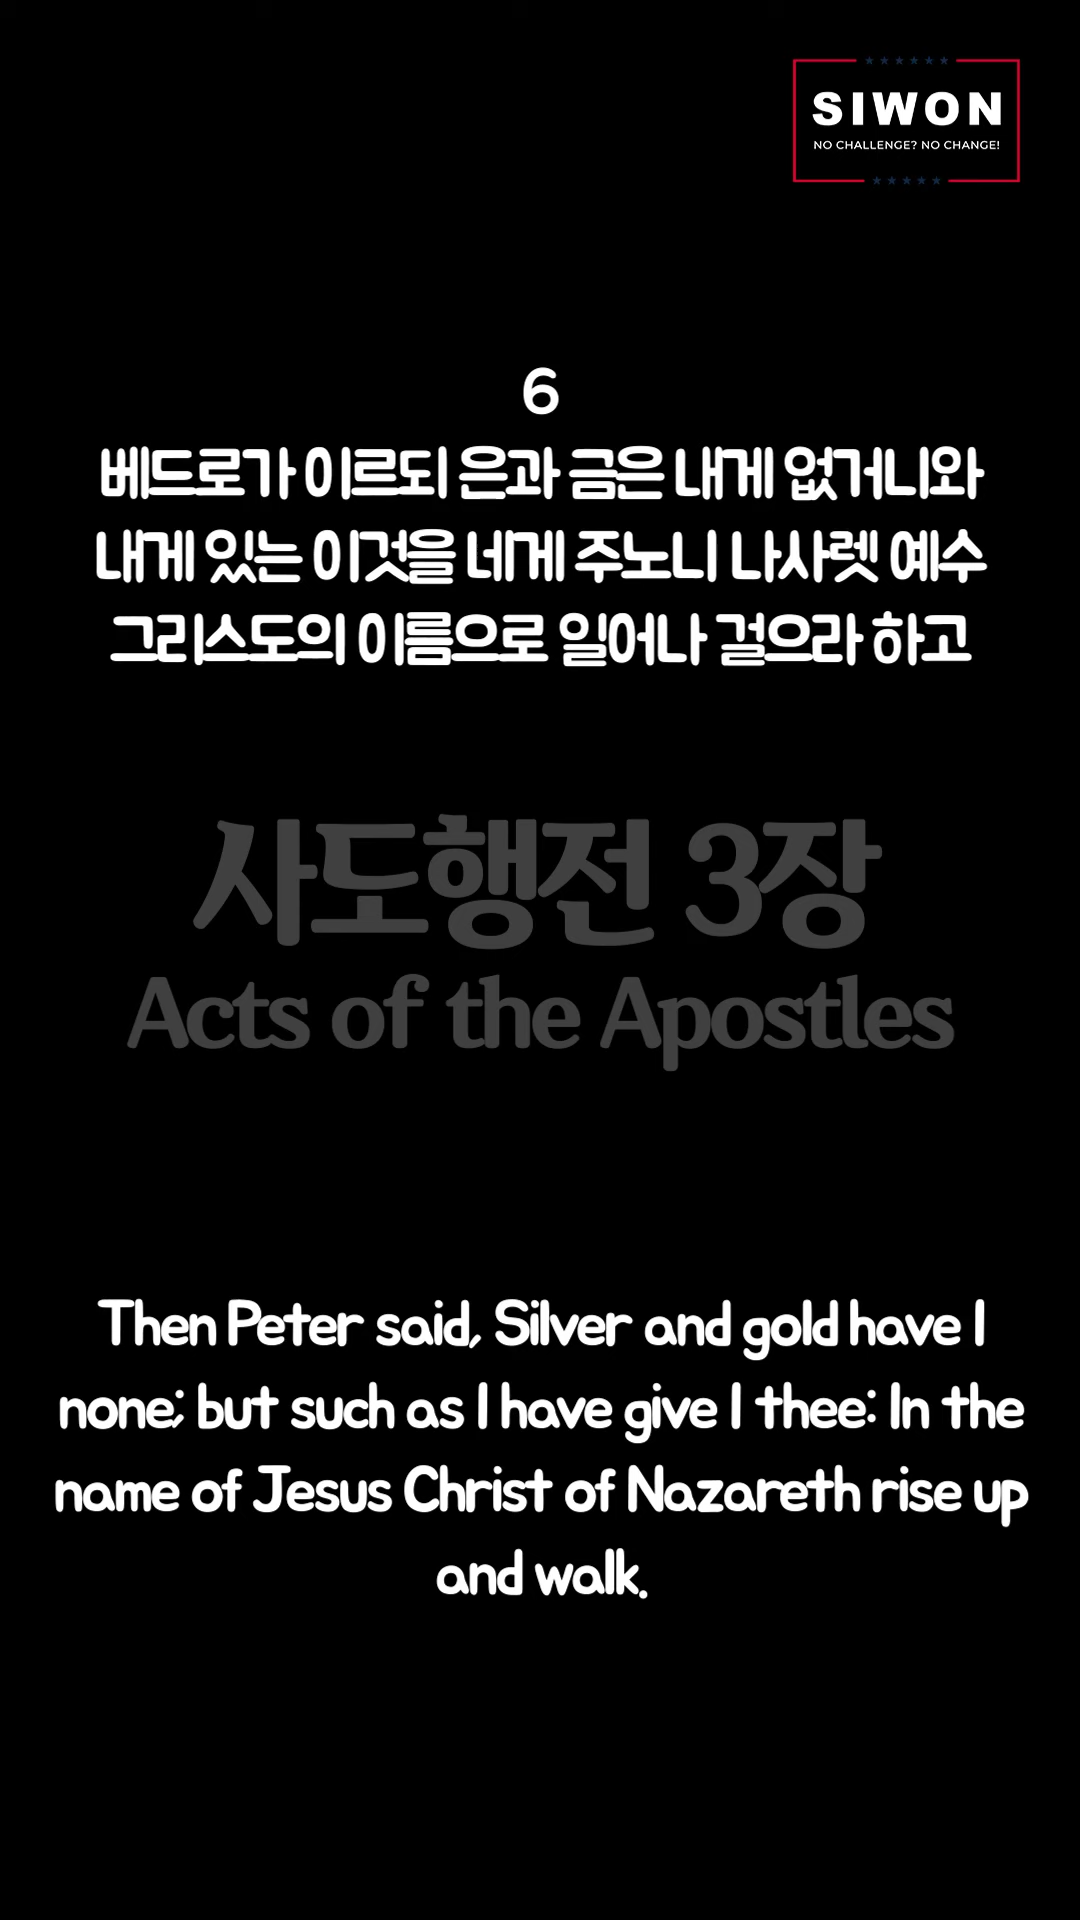 SIWON
NO CHALLENGE? NO CHANGE!
6
베드로가 이르되 은과 금은 내게 없거니와
내게 있는 이것을 네게 주노니 나사렛 예수
그리스도의 이름으로 일어나 걸으라 하고
사도행전 3장
Acts of the Apostles
Then Peter said, Silver and gold have I
none; but such as I have give I thee: In the
name of Jesus Christ of Nazareth rise up
and walk.